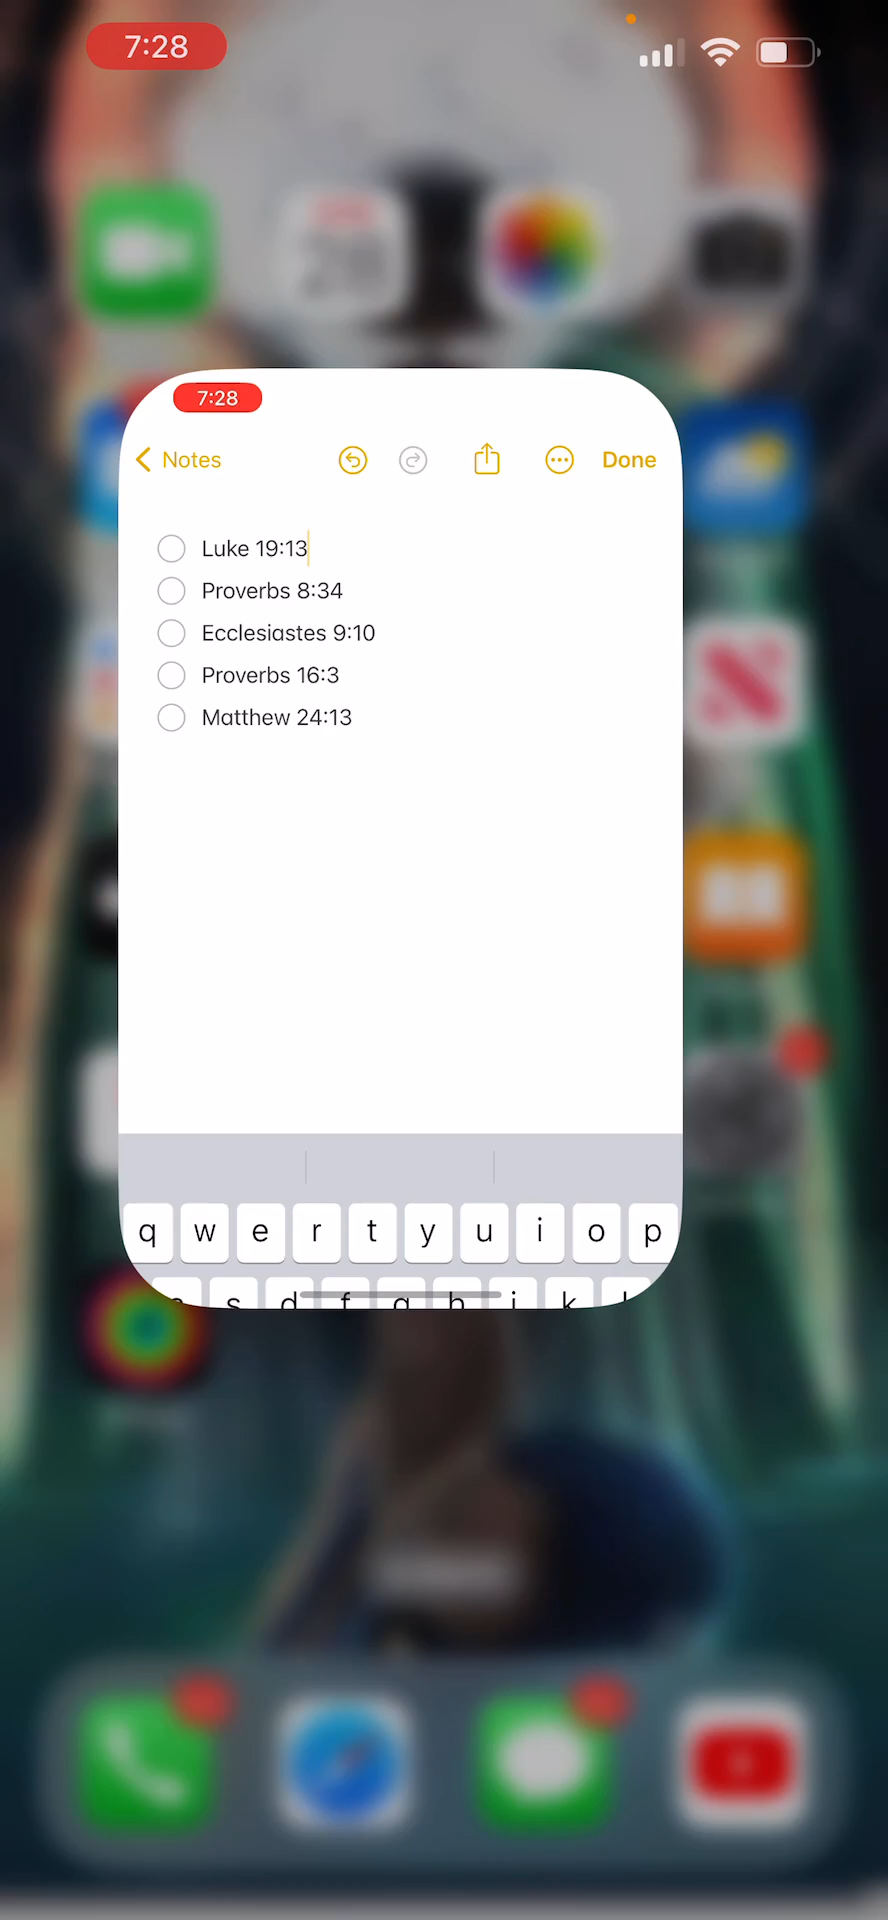 7:28
28
7:28
Notes
Done
Luke 19:13
Proverbs 8:34
Ecclesiastes 9:10
Proverbs 16:3
Matthew 24:13
q w e r t y u i o p
s d f g h j k l